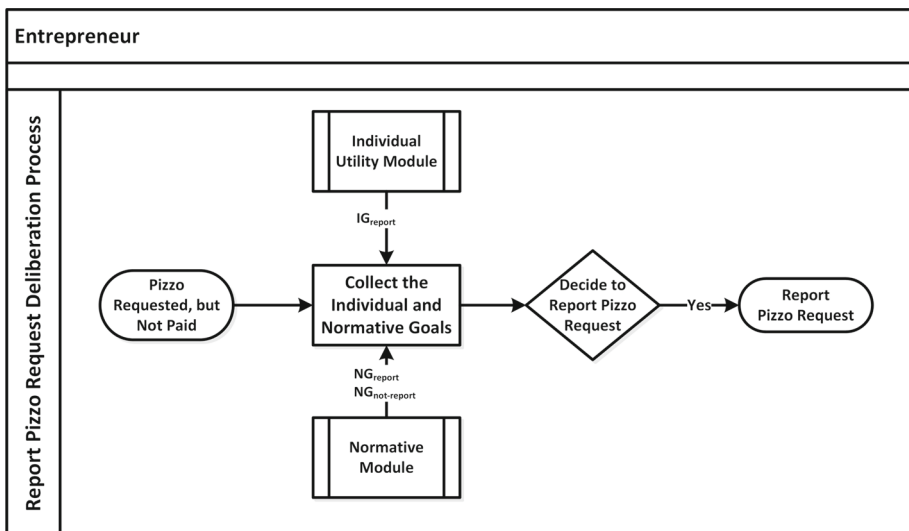 Entrepreneur
Report Pizzo Request Deliberation Process
Individual
Utility Module
IGreport
Pizzo
Requested, but
Not Paid
Collect the
Individual and
Normative Goals
Decide to
Report Pizzo
Request
Yes
Report
Pizzo Request
NGreport
NGnot-report
Normative
Module